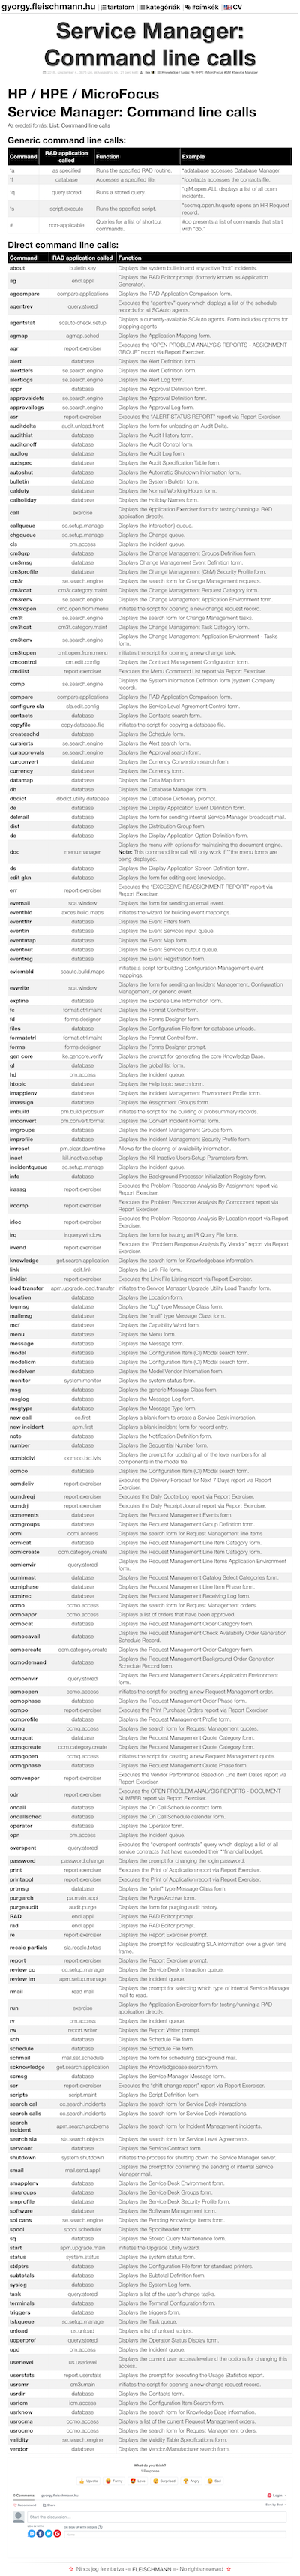 gyorgy.fleischmann.hu tartalom kategóriák #címkék CV
Service Manager:
Command line calls
HP / HPE / MicroFocus
Service Manager: Command line calls
Az eredeti forrás: List: Command line calls
Generic command line calls:
Command RAD application called Function Example
*a as specified Runs the specified RAD routine. *adatabase accesses Database Manager.
*f database Accesses a specified file. *fcontacts accesses the contacts file.
*q query.stored Runs a stored query. *qIM.open.ALL displays a list of all open incidents.
*s script.execute Runs the specified script. *socmq.open.hr.quote opens an HR Request record.
# non-applicable Queries for a list of shortcut commands. #do presents a list of commands that start with "do."
Direct command line calls:
Command RAD application called Function
about bulletin.key Displays the system bulletin and any active "hot" incidents.
ag encl.appl Displays the RAD Editor prompt (formerly known as Application Generator).
agcompare compare.applications Displays the RAD Application Comparison form.
agentrev query.stored Executes the "agentrev" query which displays a list of the schedule records for all SCAuto agents.
agentstat scauto.check.setup Displays a currently-available SCAuto agents. Form includes options for stopping agents
agmap agmap.sched Displays the Application Mapping form.
agr report.exerciser Executes the "OPEN PROBLEM ANALYSIS REPORTS - ASSIGNMENT GROUP" report via Report Exerciser.
alert database Displays the Alert Definition form.
alertdefs se.search.engine Displays the Alert Definition form.
alertlogs se.search.engine Displays the Alert Log form.
appr database Displays the Approval Definition form.
approvaldefs se.search.engine Displays the Approval Definition form.
approvallogs se.search.engine Displays the Approval Log form.
asr report.exerciser Executes the "ALERT STATUS REPORT" report via Report Exerciser.
auditdelta audit.unload.front Displays the form for unloading an Audit Delta.
audithist database Displays the Audit History form.
auditonoff database Displays the Audit Control form.
audlog database Displays the Audit Log form.
audspec database Displays the Audit Specification Table form.
autoshut database Displays the Automatic Shutdown Information form.
bulletin database Displays the System Bulletin form.
calduty database Displays the Normal Working Hours form.
calholiday database Displays the Holiday Names form.
call exercise Displays the Application Exerciser form for testing/running a RAD application directly.
callqueue sc.setup.manage Displays the Interaction) queue.
chgqueue sc.setup.manage Displays the Change queue.
cls pm.access Displays the Incident queue.
cm3grp database Displays the Change Management Groups Definition form.
cm3msg database Displays Change Management Event Definition form.
cm3profile database Displays the Change Management (ChM) Security Profile form.
cm3r se.search.engine Displays the search form for Change Management requests.
cm3rcat cm3r.category.maint Displays the Change Management Request Category form.
cm3renv se.search.engine Displays the Change Management Application Environment form.
cm3ropen cmc.open.from.menu Initiates the script for opening a new change request record.
cm3t se.search.engine Displays the search form for Change Management tasks.
cm3tcat cm3t.category.maint Displays the Change Management Task Category form.
cm3tenv se.search.engine Displays the Change Management Application Environment - Tasks form.
cm3topen cmt.open.from.menu Initiates the script for opening a new change task.
cmcontrol cm.edit.config Displays the Contract Management Configuration form.
cmdlist report.exerciser Executes the Menu Command List report via Report Exerciser.
comp se.search.engine Displays the System Information Definition form (system Company record).
compare compare.applications Displays the RAD Application Comparison form.
configure sla sla.edit.config Displays the Service Level Agreement Control form.
contacts database Displays the Contacts search form.
copyfile copy.database.file Initiates the script for copying a database file.
createschd database Displays the Schedule form.
curalerts se.search.engine Displays the Alert search form.
curapprovals se.search.engine Displays the Approval search form.
curconvert database Displays the Currency Conversion search form.
currency database Displays the Currency form.
datamap database Displays the Data Map form.
db database Displays the Database Manager form.
dbdict dbdict.utility database Displays the Database Dictionary prompt.
de database Displays the Display Application Event Definition form.
delmail database Displays the form for sending internal Service Manager broadcast mail.
dist database Displays the Distribution Group form.
do database Displays the Display Application Option Definition form.
doc menu.manager Displays the menu with options for maintaining the document engine. Note: This command line call will only work if **the menu forms are being displayed.
ds database Displays the Display Application Screen Definition form.
edit gkn database Displays the form for editing core knowledge.
err report.exerciser Executes the "EXCESSIVE REASSIGNMENT REPORT" report via Report Exerciser.
evemail sca.window Displays the form for sending an email event.
eventbld axces.build.maps Initiates the wizard for building event mappings.
eventfltr database Displays the Event Filters form.
eventin database Displays the Event Services input queue.
eventmap database Displays the Event Map form.
eventout database Displays the Event Services output queue.
eventreg database Displays the Event Registration form.
evicmbld scauto.build.maps Initiates a script for building Configuration Management event mappings.
evwrite sca.window Displays the form for sending an Incident Management, Configuration Management, or generic event.
expline database Displays the Expense Line Information form.
fc format.ctrl.maint Displays the Format Control form.
fd forms.designer Displays the Forms Designer form.
files database Displays the Configuration File form for database unloads.
formatctrl format.ctrl.maint Displays the Format Control form.
forms forms.designer Displays the Forms Designer prompt.
gen core ke.gencore.verify Displays the prompt for generating the core Knowledge Base.
gl database Displays the global list form.
hd pm.access Displays the Incident queue.
htopic database Displays the Help topic search form.
imapplenv database Displays the Incident Management Environment Profile form.
imassign database Displays the Assignment Groups form.
imbuild pm.build.probsum Initiates the script for the building of probsummary records.
imconvert pm.convert.format Displays the Convert Incident Format form.
imgroups database Displays the Incident Management Groups form.
improfile database Displays the Incident Management Security Profile form.
imreset pm.clear.downtime Allows for the clearing of availability information.
inact kill.inactive.setup Displays the Kill Inactive Users Setup Parameters form.
incidentqueue sc.setup.manage Displays the Incident queue.
info database Displays the Background Processor Initialization Registry form.
irassg report.exerciser Executes the Problem Response Analysis By Assignment report via Report Exerciser.
ircomp report.exerciser Executes the Problem Response Analysis By Component report via Report Exerciser.
irloc report.exerciser Executes the Problem Response Analysis By Location report via Report Exerciser.
irq ir.query.window Displays the form for issuing an IR Query File form.
irvend report.exerciser Executes the "Problem Response Analysis By Vendor" report via Report Exerciser.
knowledge get.search.application Displays the search form for Knowledgebase information.
link edit.link Displays the Link File form.
linklist report.exerciser Executes the Link File Listing report via Report Exerciser.
load transfer apm.upgrade.load.transfer Initiates the Service Manager Upgrade Utility Load Transfer form.
location database Displays the Location form.
logmsg database Displays the "log" type Message Class form.
mailmsg database Displays the "mail" type Message Class form.
mcf database Displays the Capability Word form.
menu database Displays the Menu form.
message database Displays the Message form.
model database Displays the Configuration Item (CI) Model search form.
modelicm database Displays the Configuration Item (CI) Model search form.
modelven database Displays the Model Vendor Information form.
monitor system.monitor Displays the system status form.
msg database Displays the generic Message Class form.
msglog database Displays the Message Log form.
msgtype database Displays the Message Type form.
new call cc.first Displays a blank form to create a Service Desk interaction.
new incident apm.first Displays a blank incident form for record entry.
note database Displays the Notification Definition form.
number database Displays the Sequential Number form.
ocmbldlvl ocm.co.bld.lvls Displays the prompt for updating all of the level numbers for all components in the model file.
ocmco database Displays the Configuration Item (CI) Model search form.
ocmdeliv report.exerciser Executes the Delivery Forecast for Next 7 Days report via Report Exerciser.
ocmdreqj report.exerciser Executes the Daily Quote Log report via Report Exerciser.
ocmdrj report.exerciser Executes the Daily Receipt Journal report via Report Exerciser.
ocmevents database Displays the Request Management Events form.
ocmgroups database Displays the Request Management Group Definition form.
ocml ocml.access Displays the search form for Request Management line items
ocmlcat database Displays the Request Management Line Item Category form.
ocmlcreate ocm.category.create Displays the Request Management Line Item Category form.
ocmlenvir query.stored Displays the Request Management Line Items Application Environment form.
ocmlmast database Displays the Request Management Catalog Select Categories form.
ocmlphase database Displays the Request Management Line Item Phase form.
ocmlrec database Displays the Request Management Receiving Log form.
ocmo ocmo.access Displays the search form for Request Management orders.
ocmoappr ocmo.access Displays a list of orders that have been approved.
ocmocat database Displays the Request Management Order Category form.
ocmocavail database Displays the Request Management Check Availability Order Generation Schedule Record.
ocmocreate ocm.category.create Displays the Request Management Order Category form.
ocmodemand database Displays the Request Management Background Order Generation Schedule Record form.
ocmoenvir query.stored Displays the Request Management Orders Application Environment form.
ocmoopen ocmo.access Initiates the script for creating a new Request Management order.
ocmophase database Displays the Request Management Order Phase form.
ocmpo report.exerciser Executes the Print Purchase Orders report via Report Exerciser.
ocmprofile database Displays the Request Management Profile form.
ocmq ocmq.access Displays the search form for Request Management quotes.
ocmqcat database Displays the Request Management Quote Category form.
ocmqcreate ocm.category.create Displays the Request Management Quote Category form.
ocmqopen ocmq.access Initiates the script for creating a new Request Management quote.
ocmqphase database Displays the Request Management Quote Phase form.
ocmvenper report.exerciser Executes the Vendor Performance Based on Line Item Dates report via Report Exerciser.
odr report.exerciser Executes the OPEN PROBLEM ANALYSIS REPORTS - DOCUMENT NUMBER report via Report Exerciser.
oncall database Displays the On Call Schedule contact form.
oncallsched database Displays the On Call Schedule calendar form.
operator database Displays the Operator form.
opn pm.access Displays the Incident queue.
overspent query.stored Executes the "overspent contracts" query which displays a list of all service contracts that have exceeded their **financial budget.
password password.change Displays the prompt for changing the login password.
print report.exerciser Executes the Print of Application report via Report Exerciser.
printappl report.exerciser Executes the Print of Application report via Report Exerciser.
prtmsg database Displays the "print" type Message Class form.
purgarch pa.main.appl Displays the Purge/Archive form.
purgeaudit audit.purge Displays the form for purging audit history.
RAD encl.appl Displays the RAD Editor prompt.
rad encl.appl Displays the RAD Editor prompt.
re report.exerciser Displays the Report Exerciser prompt.
recalc partials sla.recalc.totals Displays the prompt for recalculating SLA information over a given time frame.
report report.exerciser Displays the Report Exerciser prompt.
review cc cc.setup.manage Displays the Service Desk Interaction queue.
review im apm.setup.manage Displays the Incident queue.
rmail read mail Displays the prompt for selecting which type of internal Service Manager mail to read.
run exercise Displays the Application Exerciser form for testing/running a RAD application directly.
rv pm.access Displays the Incident queue.
rw report.writer Displays the Report Writer prompt.
sch database Displays the Schedule File form.
schedule database Displays the Schedule File form.
schmail mail.set.schedule Displays the form for scheduling background mail.
scknowledge get.search.application Displays the Knowledgebase search form.
scmsg database Displays the Service Manager Message form.
scr report.exerciser Executes the "shift change report" report via Report Exerciser.
scripts script.maint Displays the Script Definition form.
search cal cc.search.incidents Displays the search form for Service Desk interactions.
search calls cc.search.incidents Displays the search form for Service Desk interactions.
search incident apm.search.problems Displays the search form for Incident Management incidents.
search sla sla.search.objects Displays the search form for Service Level Agreements.
servcont database Displays the Service Contract form.
shutdown system.shutdown Initiates the process for shutting down the Service Manager server.
smail mail.send.appl Displays the prompt for confirming the sending of internal Service Manager mail.
smapplenv database Displays the Service Desk Environment form.
smgroups database Displays the Service Desk Groups form.
smprofile database Displays the Service Desk Security Profile form.
software database Displays the Software Management form.
sol cans se.search.engine Displays the Pending Knowledge Items form.
spool spool.scheduler Displays the Spoolheader form.
sq database Displays the Stored Query Maintenance form.
start apm.upgrade.main Initiates the Upgrade Utility wizard.
status system.status Displays the system status form.
stdptrs database Displays the Configuration File form for standard printers.
subtotals database Displays the Subtotal Definition form.
syslog database Displays the System Log form.
task query.stored Displays a list of the user's change tasks.
terminals database Displays the Terminal Configuration form.
triggers database Displays the triggers form.
tskqueue sc.setup.manage Displays the Task queue.
unload us.unload Displays a list of unload scripts.
uoperprof query.stored Displays the Operator Status Display form.
upd pm.access Displays the Incident queue.
userlevel us.userlevel Displays the current user access level and the options for changing this access.
userstats report.userstats Displays the prompt for executing the Usage Statistics report.
usrcmr cm3r.main Initiates the script for opening a new change request record.
usrdir database Displays the Contacts form.
usricm icm.access Displays the Configuration Item Search form.
usrknow database Displays the search form for Knowledge Base information.
usrocma ocmo.access Displays a list of the current Request Management orders.
usrocmo ocmo.access Displays the search form for Request Management orders.
validity se.search.engine Displays the Validity Table Specifications form.
vendor database Displays the Vendor/Manufacturer search form.
What do you think?
1 Response
Upvote Funny Love Surprised Angry Sad
0 Comments gyorgy.fleischmann.hu Login
Sort by Best
Start the discussion...
Nincs jog fenntartva -= FLEISCHMANN =- No rights reserved